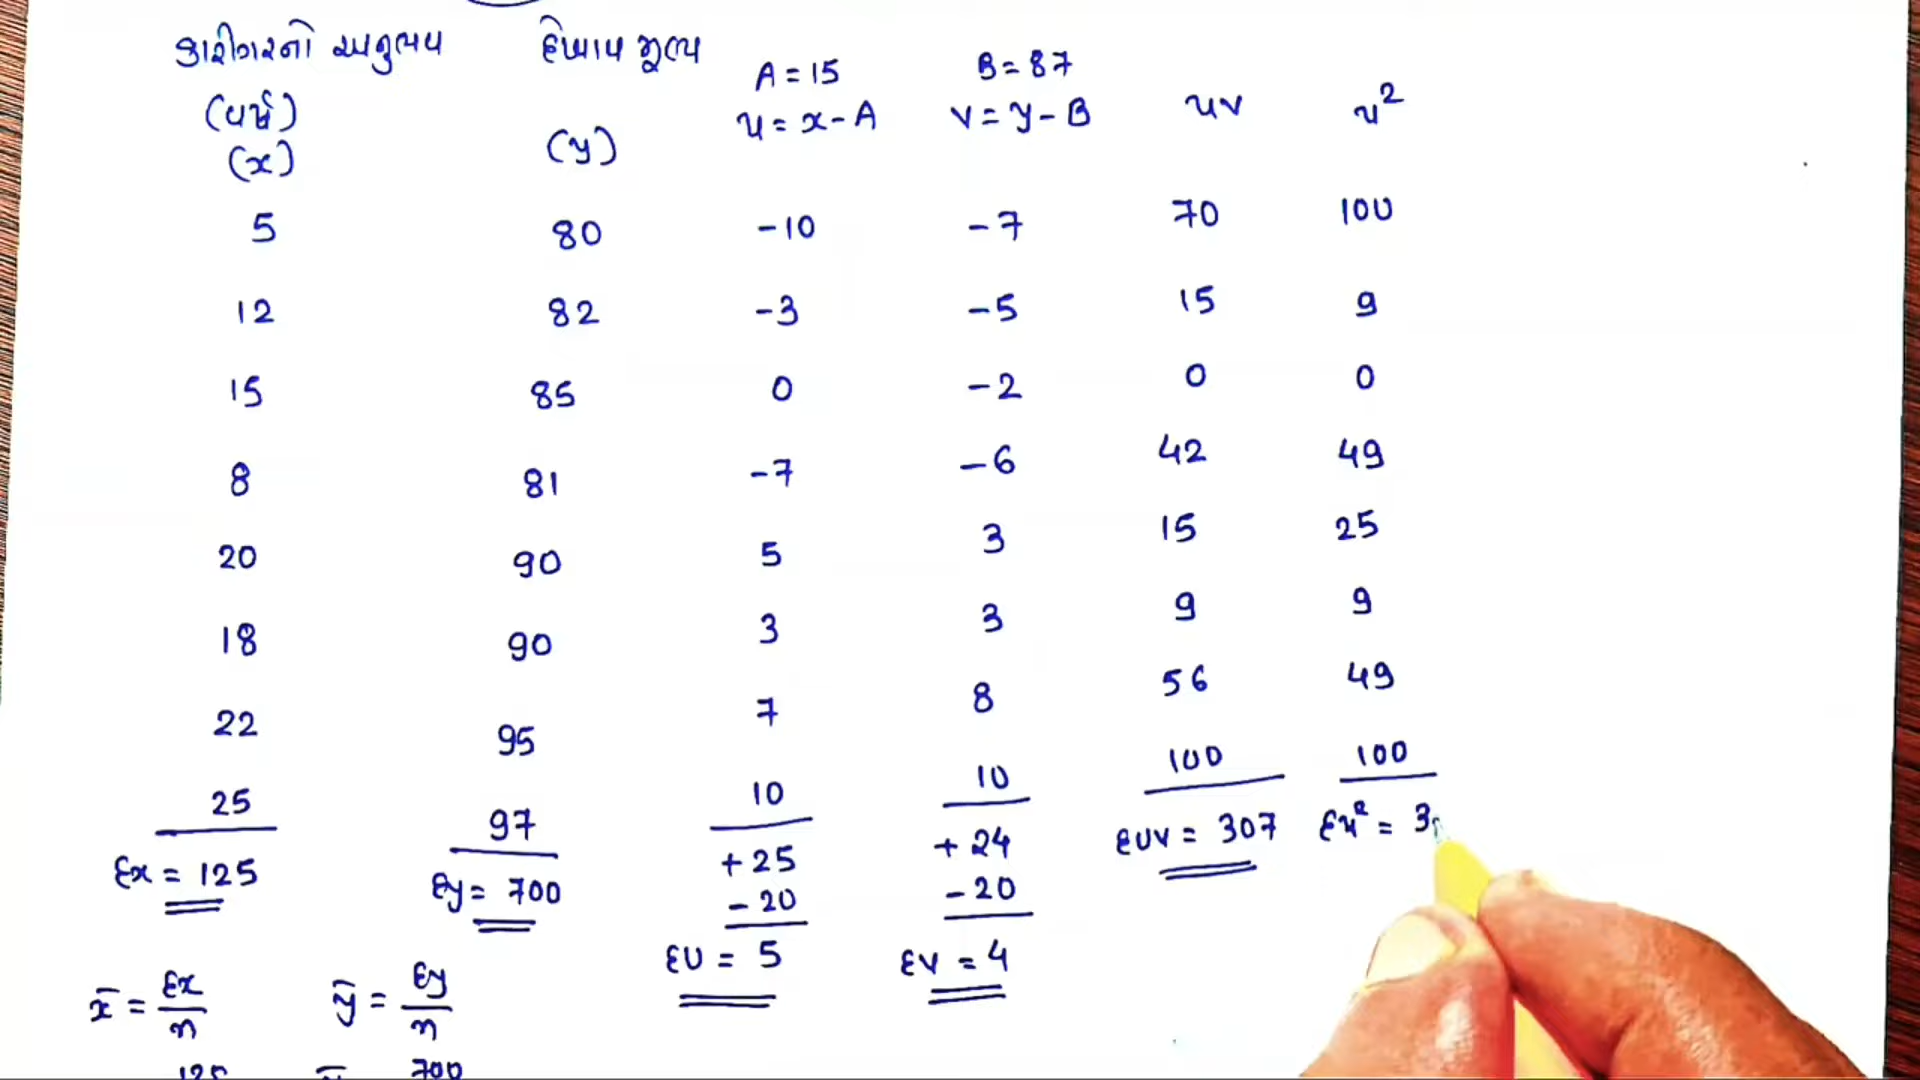 કારીગરનો અનુભવ દેખાવ મૂલ્ય
(વર્ષ)
(x) (y) A = 15 B = 87
u = x - A v = y - B uv u²
5 80 -10 -7 70 100
12 82 -3 -5 15 9
15 85 0 -2 0 0
8 81 -7 -6 42 49
20 90 5 3 15 25
18 90 3 3 9 9
22 95 7 8 56 49
25 97 10 10 100 100
Σx = 125 Σy = 700 +25 +24 Σuv = 307 Σu² = 3
-20 -20
Σu = 5 Σv = 4
x̄ = Σx/n ȳ = Σy/n
125 700